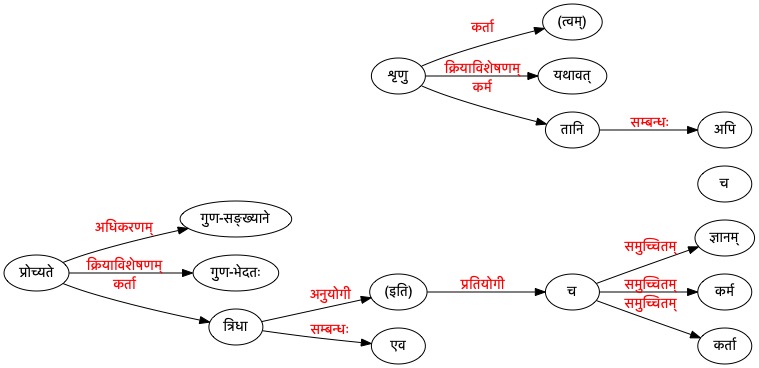 कर्ता
(त्वम्)
शृणु
क्रियाविशेषणम्
यथावत्
कर्म
तानि
सम्बन्धः
अपि
च
अधिकरणम्
गुण-सङ्ख्याने
ज्ञानम्
समुच्चितम्
प्रोच्यते
क्रियाविशेषणम्
गुण-भेदतः
कर्ता
अनुयोगी
(इति)
प्रतियोगी
च
समुच्चितम्
कर्म
समुच्चितम्
त्रिधा
सम्बन्धः
एव
कर्ता